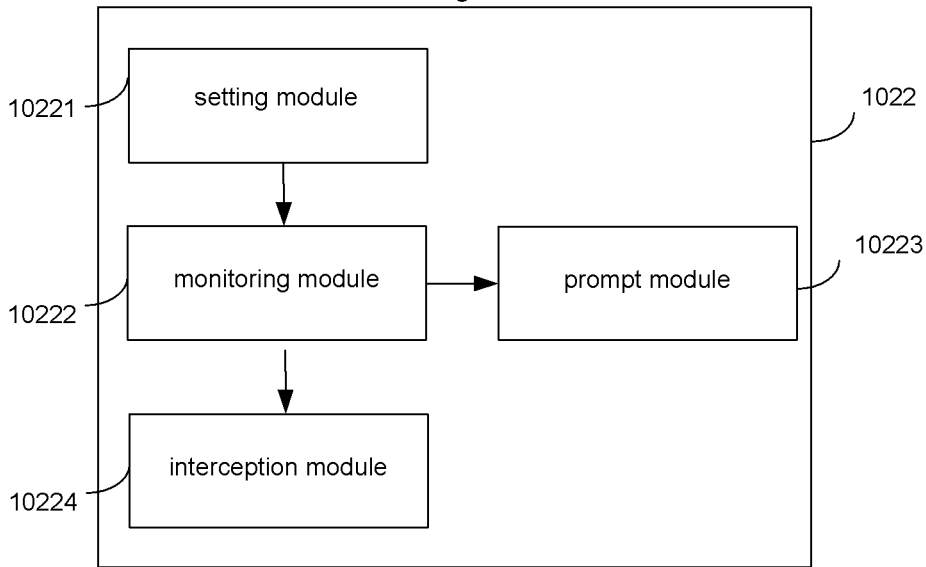 setting module
10221
1022
monitoring module
10222
prompt module
10223
interception module
10224